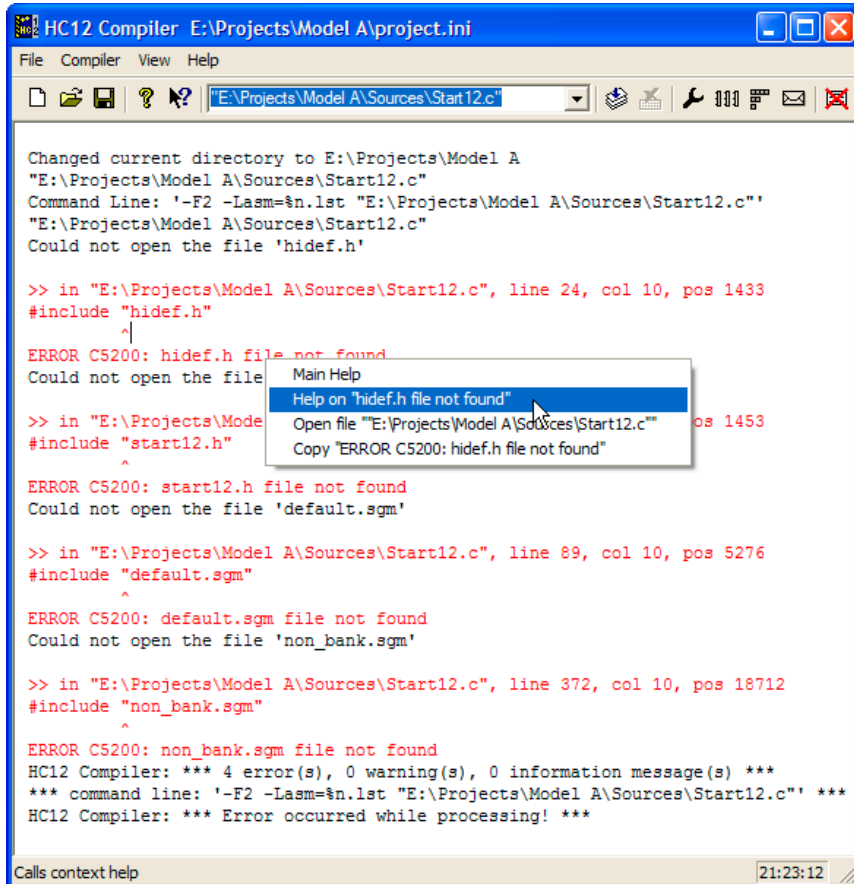 HC12 Compiler E:\Projects\Model A\project.ini
File Compiler View Help
"E:\Projects\Model A\Sources\Start12.c"
Changed current directory to E:\Projects\Model A
"E:\Projects\Model A\Sources\Start12.c"
Command Line: '-F2 -Lasm=%n.lst "E:\Projects\Model A\Sources\Start12.c"'
"E:\Projects\Model A\Sources\Start12.c"
Could not open the file 'hidef.h'
>> in "E:\Projects\Model A\Sources\Start12.c", line 24, col 10, pos 1433
#include "hidef.h"
^
ERROR C5200: hidef.h file not found
Could not open the file
Main Help
Help on "hidef.h file not found"
Open file ""E:\Projects\Model A\Sources\Start12.c""
Copy "ERROR C5200: hidef.h file not found"
>> in "E:\Projects\Mode os 1453
#include "start12.h"
^
ERROR C5200: start12.h file not found
Could not open the file 'default.sgm'
>> in "E:\Projects\Model A\Sources\Start12.c", line 89, col 10, pos 5276
#include "default.sgm"
^
ERROR C5200: default.sgm file not found
Could not open the file 'non_bank.sgm'
>> in "E:\Projects\Model A\Sources\Start12.c", line 372, col 10, pos 18712
#include "non_bank.sgm"
^
ERROR C5200: non_bank.sgm file not found
HC12 Compiler: *** 4 error(s), 0 warning(s), 0 information message(s) ***
*** command line: '-F2 -Lasm=%n.lst "E:\Projects\Model A\Sources\Start12.c"' ***
HC12 Compiler: *** Error occurred while processing! ***
Calls context help
21:23:12